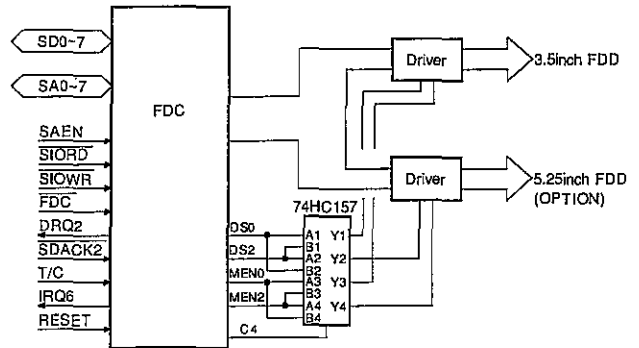 SD0~7
SA0~7
FDC
SAEN
SIORD
SIOWR
FDC
DRQ2
SDACK2
T/C
IRQ6
RESET
Driver
3.5inch FDD
Driver
5.25inch FDD
(OPTION)
74HC157
DS0
DS2
MEN0
MEN2
C4
A1 Y1
B1
A2 Y2
B2
A3 Y3
B3
A4 Y4
B4